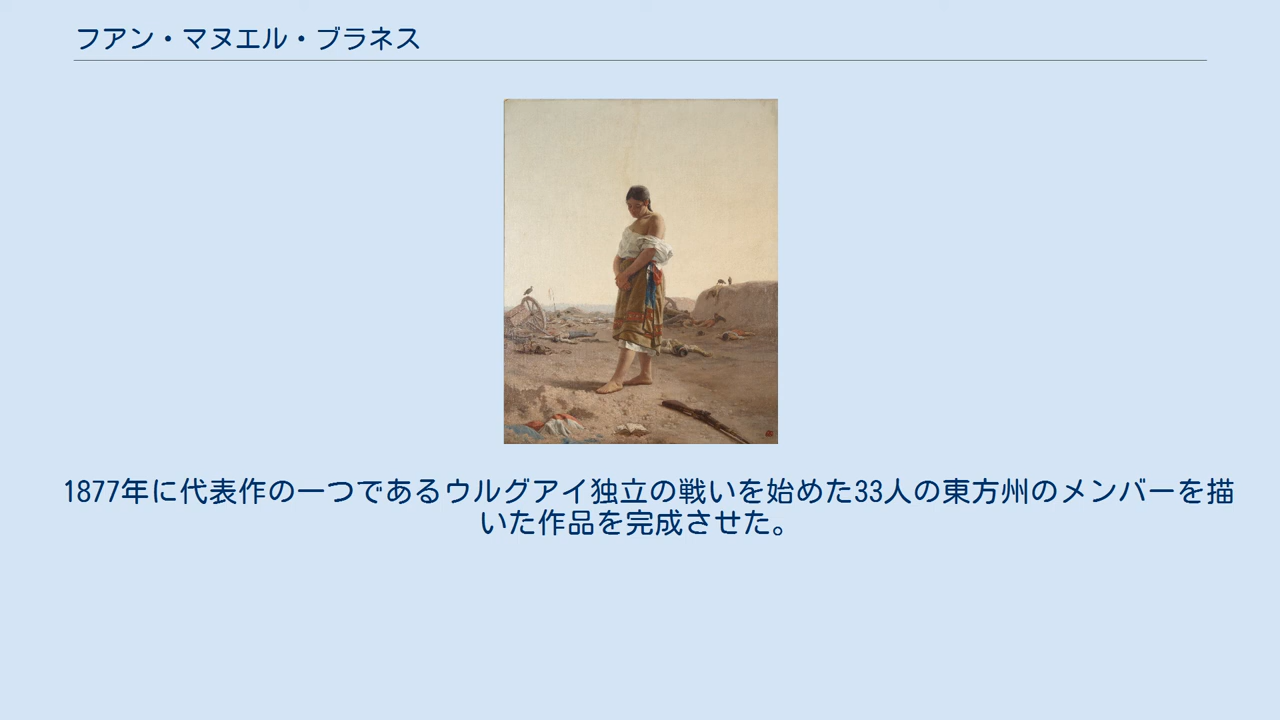 フアン・マヌエル・ブラネス
1877年に代表作の一つであるウルグアイ独立の戦いを始めた33人の東方州のメンバーを描
いた作品を完成させた。